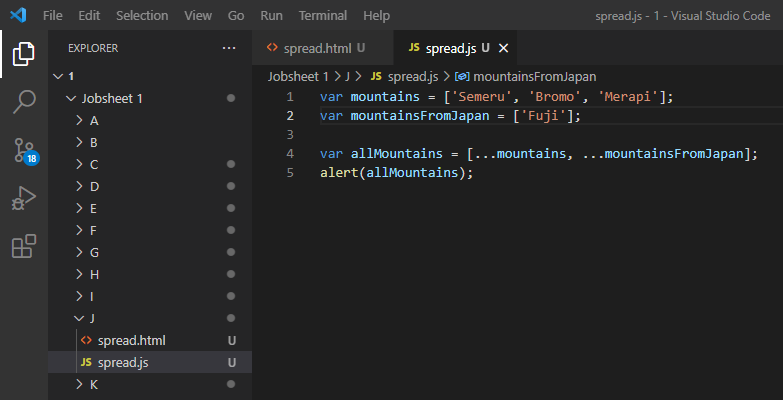 File Edit Selection View Go Run Terminal Help spread.js - 1 - Visual Studio Code
EXPLORER ...
spread.html U JS spread.js U
Jobsheet 1 > J > JS spread.js > mountainsFromJapan
1
Jobsheet 1
A
B
C
D
E
F
G
H
I
J
spread.html U
JS spread.js U
K
18
1 var mountains = ['Semeru', 'Bromo', 'Merapi'];
2 var mountainsFromJapan = ['Fuji'];
3
4 var allMountains = [...mountains, ...mountainsFromJapan];
5 alert(allMountains);